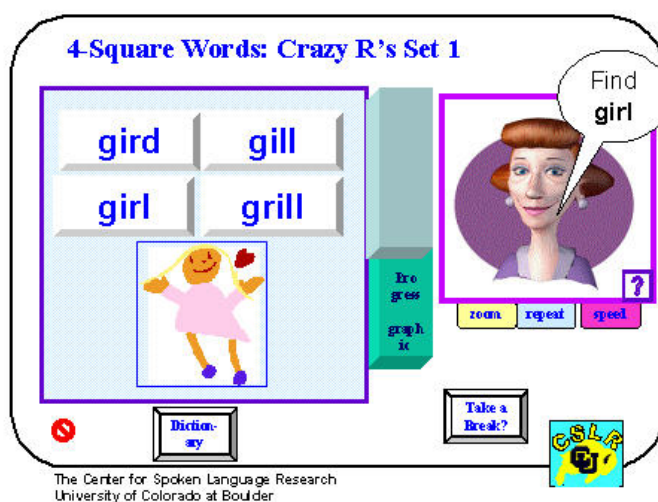 4-Square Words: Crazy R's Set 1
Find
girl
gird
gill
girl
grill
Pro
gress
graph
ic
?
zoom
repeat
speed
Diction-
ary
Take a
Break?
CSLR
CU
The Center for Spoken Language Research
University of Colorado at Boulder